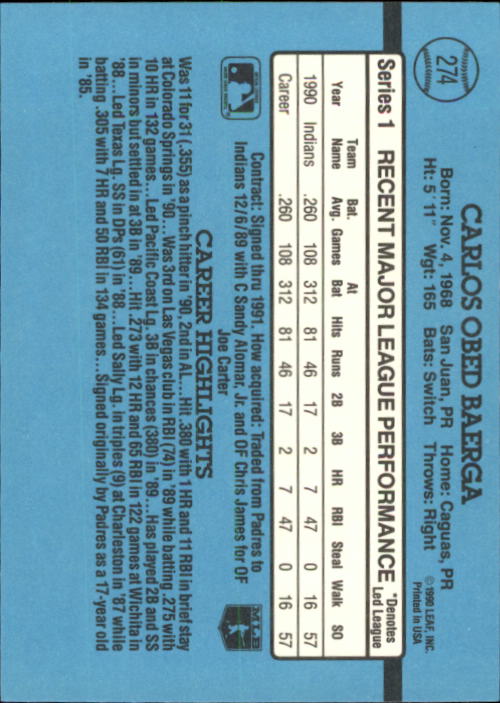 274
CARLOS OBED BAERGA
Born: Nov. 4, 1968 San Juan, PR Home: Caguas, PR
Ht: 5' 11" Wgt: 165 Bats: Switch Throws: Right
© 1990 LEAF, INC.
Printed in USA
Series 1 RECENT MAJOR LEAGUE PERFORMANCE *Denotes Led League
Year Team Name Bat. Avg. Games At Bat Hits Runs 2B 3B HR RBI Steal Walk SO
1990 Indians .260 108 312 81 46 17 2 7 47 0 16 57
Career .260 108 312 81 46 17 2 7 47 0 16 57
Contract: Signed thru 1991. How acquired: Traded from Padres to
Indians 12/6/89 with C Sandy Alomar, Jr. and OF Chris James for OF
Joe Carter
MLB
CAREER HIGHLIGHTS
Was 11 for 31 (.355) as a pinch hitter in '90, 2nd in AL...Hit .380 with 1 HR and 11 RBI in brief stay
at Colorado Springs in '90...Was 3rd on Las Vegas club in RBI (74) in '89 while batting .275 with
10 HR in 132 games...Led Pacific Coast Lg. 3B in chances (380) in '89...Has played 2B and SS
in minors but settled in at 3B in '89...Hit .273 with 12 HR and 65 RBI in 122 games at Wichita in
'88...Led Texas Lg. SS in DPs (61) in '88...Led Sally Lg. in triples (9) at Charleston in '87 while
batting .305 with 7 HR and 50 RBI in 134 games...Signed originally by Padres as a 17-year old
in '85.